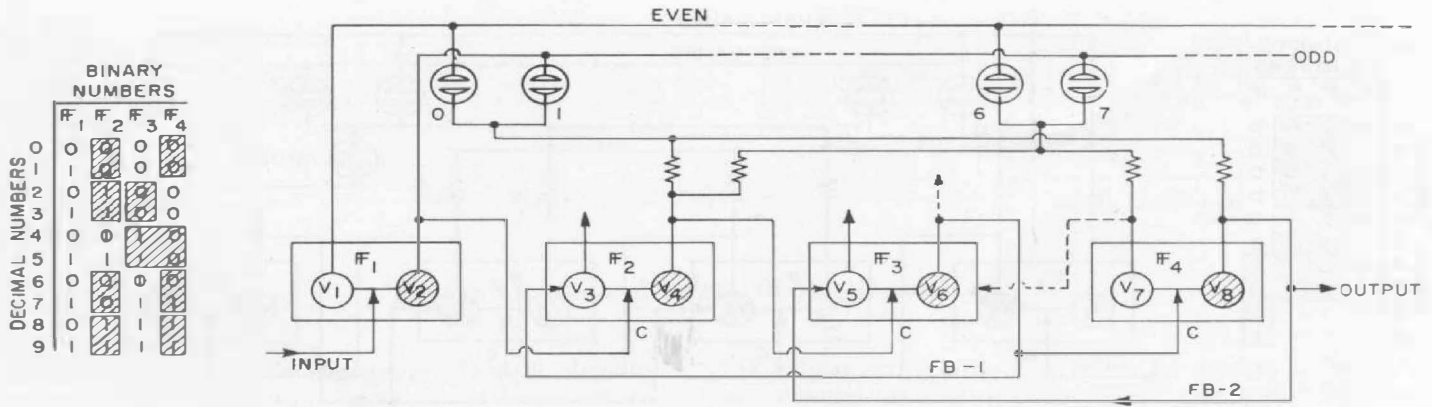 EVEN
ODD
BINARY
NUMBERS
FF1 FF2 FF3 FF4
DECIMAL NUMBERS
0 0 0 0 0
1 1 0 0 0
2 0 1 0 0
3 1 1 0 0
4 0 1 0
5 1 1 0
6 0 0
7 1 0 1 1
8 0 1 1 1
9 1 1 1 1
0 1 6 7
FF1 FF2 FF3 FF4
V1 V2 V3 V4 V5 V6 V7 V8
OUTPUT
C C C
INPUT
FB-1
FB-2